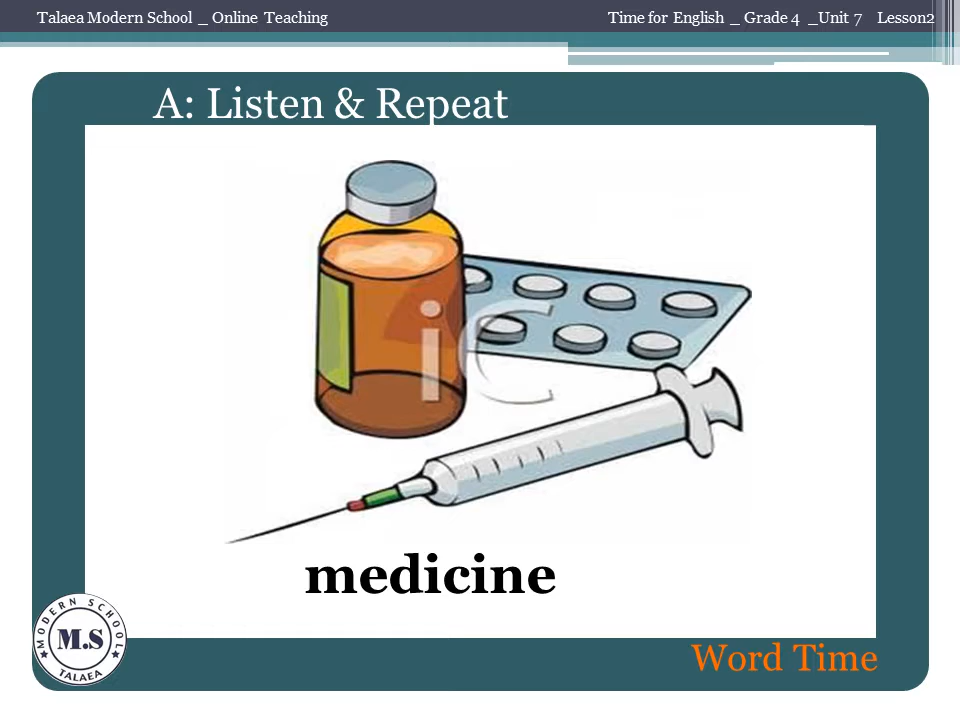 Talaea Modern School _ Online Teaching
Time for English _ Grade 4 _Unit 7 Lesson2
A: Listen & Repeat
iC
medicine
MODERN SCHOOL
M.S
TALAEA
Word Time